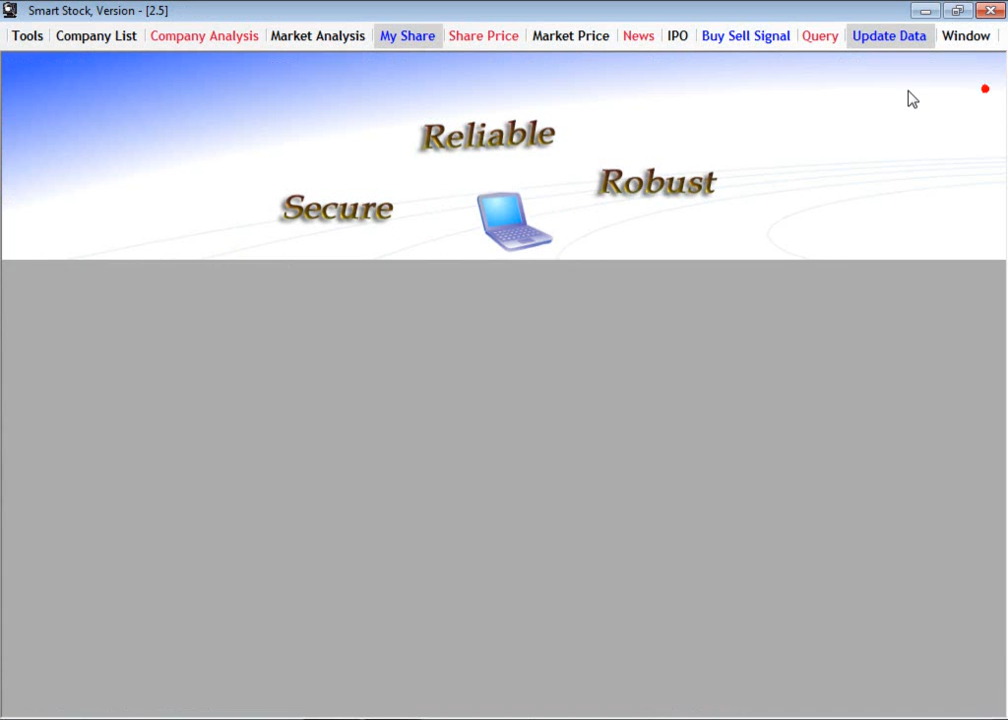 Smart Stock, Version - [2.5]
Tools Company List Company Analysis Market Analysis My Share Share Price Market Price News IPO Buy Sell Signal Query Update Data Window
Reliable
Robust
Secure